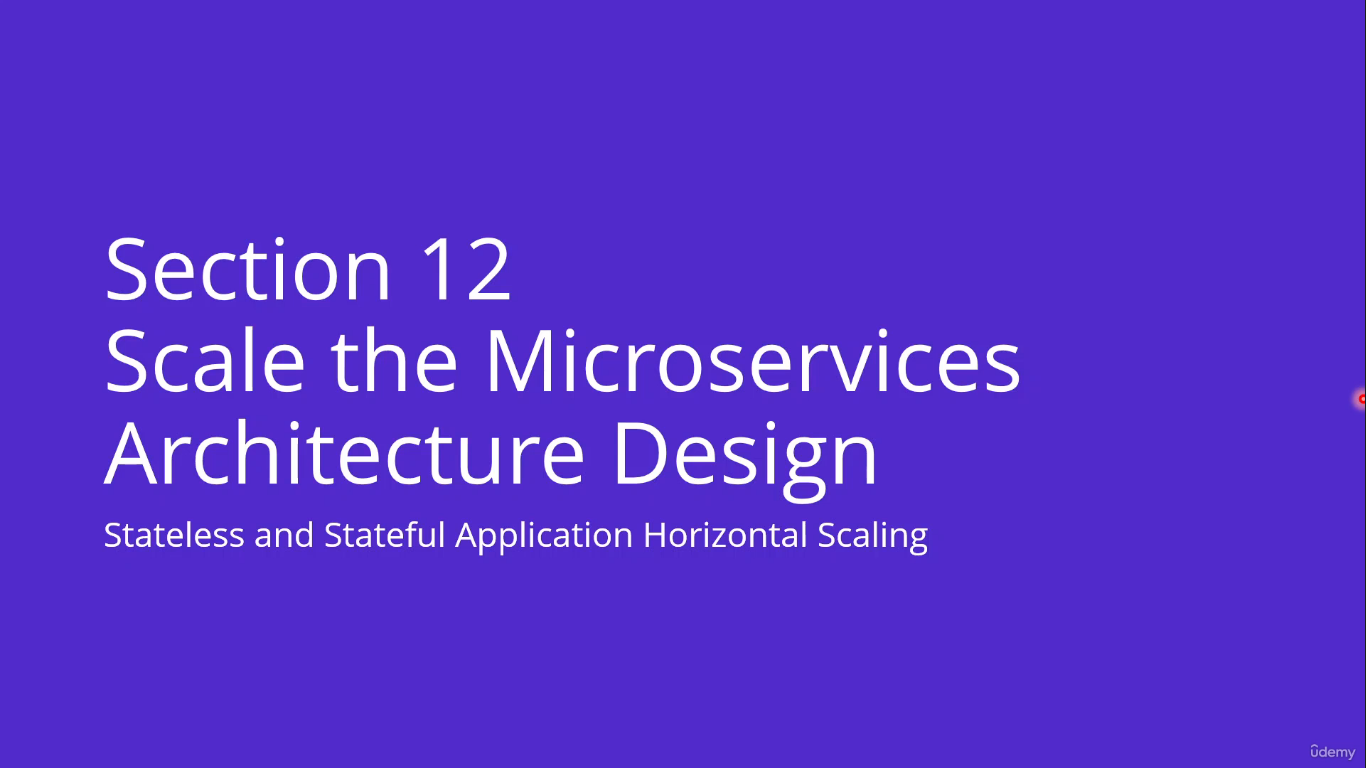 Section 12
Scale the Microservices
Architecture Design
Stateless and Stateful Application Horizontal Scaling
ûdemy